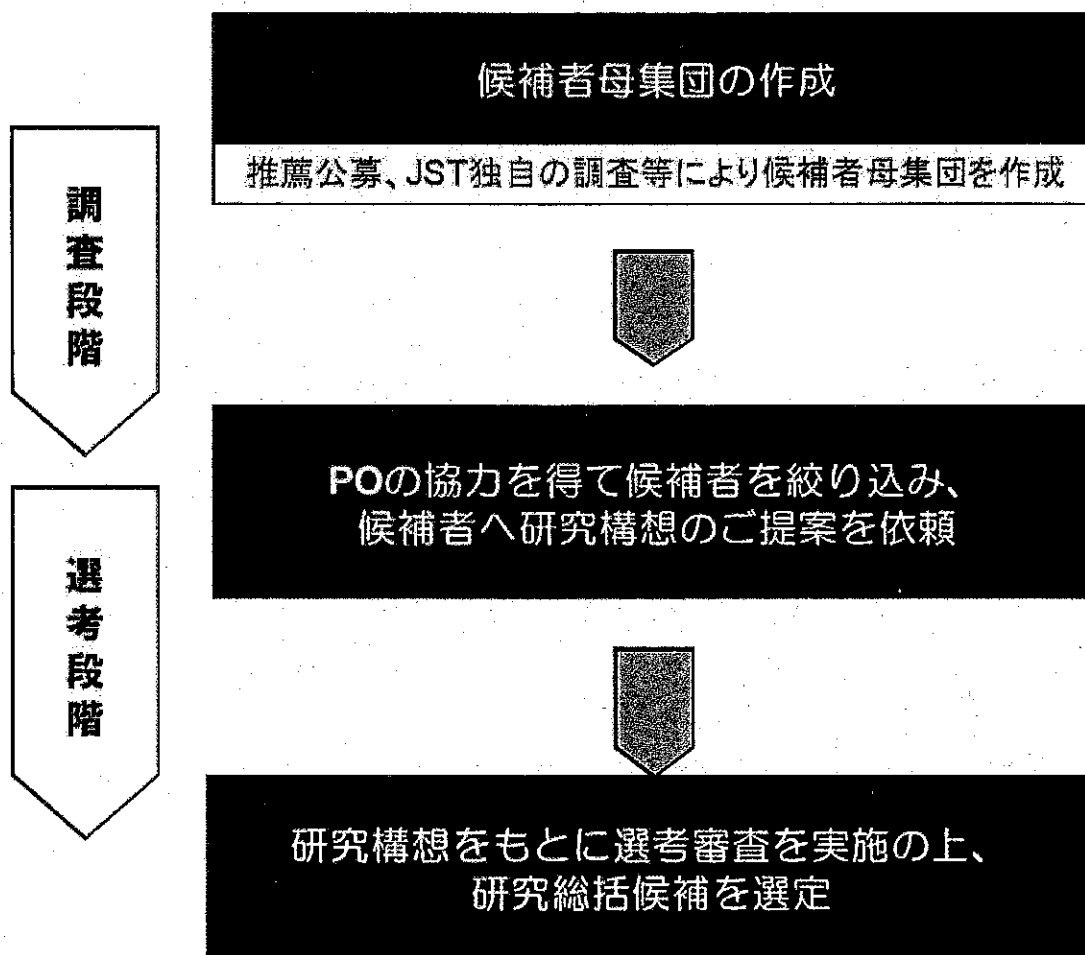 候補者母集団の作成
推薦公募、JST独自の調査等により候補者母集団を作成
調査段階
POの協力を得て候補者を絞り込み、
候補者へ研究構想のご提案を依頼
選考段階
研究構想をもとに選考審査を実施の上、
研究総括候補を選定